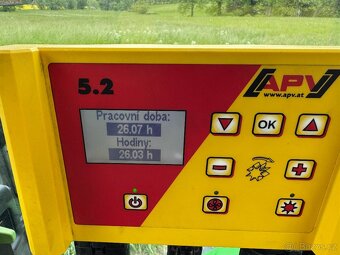 5.2
APV
www.apv.at
Pracovní doba:
26.07 h
Hodiny:
26.03 h
OK